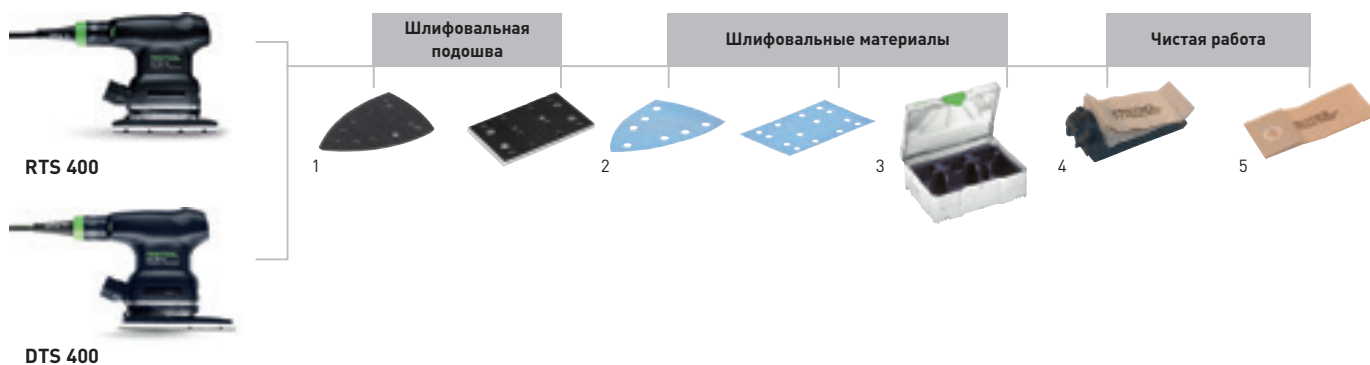 Шлифовальная
подошва
Шлифовальные материалы
Чистая работа
1
2
3
4
5
RTS 400
DTS 400